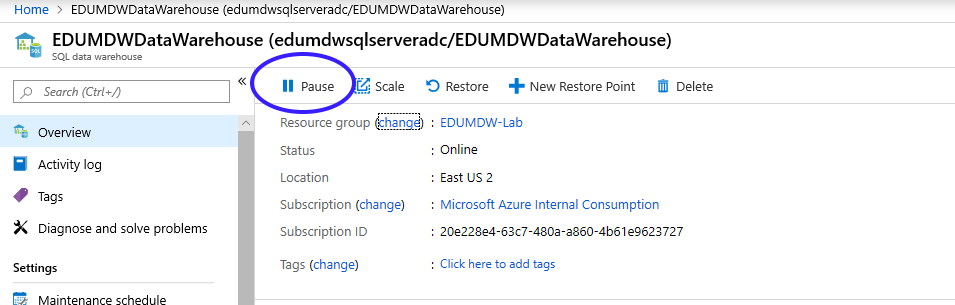 Home > EDUMDWDataWarehouse (edumdwsqlserveradc/EDUMDWDataWarehouse)
EDUMDWDataWarehouse (edumdwsqlserveradc/EDUMDWDataWarehouse)
SQL data warehouse
Search (Ctrl+/)
«
Pause Scale Restore New Restore Point Delete
Overview
Activity log
Tags
Diagnose and solve problems
Settings
Maintenance schedule
Resource group (change) : EDUMDW-Lab
Status : Online
Location : East US 2
Subscription (change) : Microsoft Azure Internal Consumption
Subscription ID : 20e228e4-63c7-480a-a860-4b61e9623727
Tags (change) : Click here to add tags